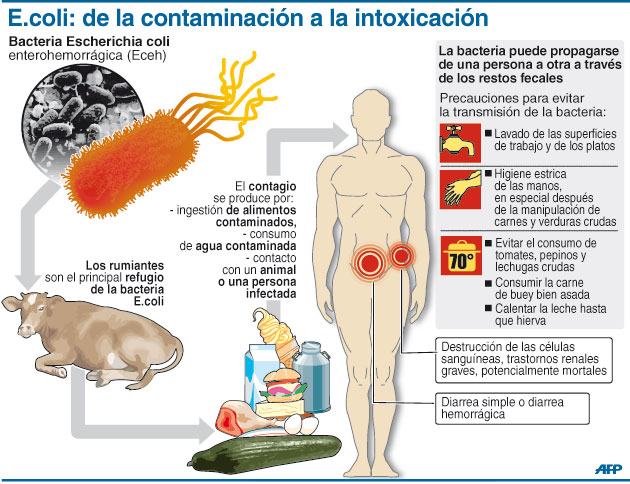 E.coli: de la contaminación a la intoxicación
Bacteria Escherichia coli
enterohemorrágica (Eceh)
Los rumiantes
son el principal refugio
de la bacteria
E.coli
El contagio
se produce por:
- ingestión de alimentos
contaminados,
- consumo
de agua contaminada
- contacto
con un animal
o una persona
infectada
La bacteria puede propagarse
de una persona a otra a través
de los restos fecales
Precauciones para evitar
la transmisión de la bacteria:
■ Lavado de las superficies
de trabajo y de los platos
■ Higiene estrica
de las manos,
en especial después
de la manipulación de
carnes y verduras crudas
70°
■ Evitar el consumo de
tomates, pepinos y
lechugas crudas
■ Consumir la carne
de buey bien asada
■ Calentar la leche hasta
que hierva
Destrucción de las células
sanguíneas, trastornos renales
graves, potencialmente mortales
Diarrea simple o diarrea
hemorrágica
AFP